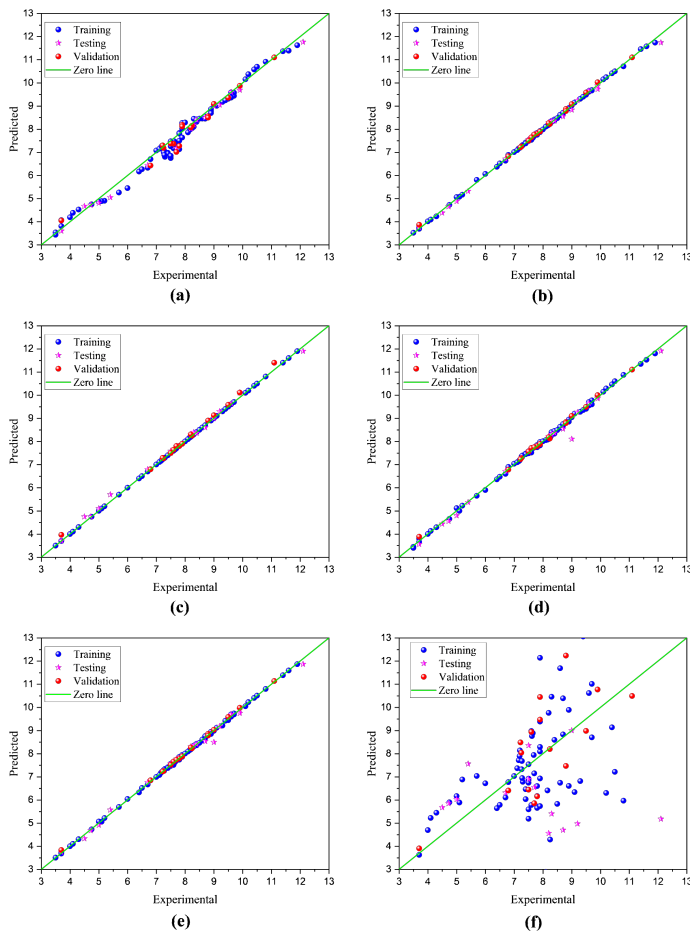 13
12
11
10
9
8
7
6
5
4
3
Predicted
Training
Testing
Validation
Zero line
3 4 5 6 7 8 9 10 11 12 13
Experimental
(a)
13
12
11
10
9
8
7
6
5
4
3
Predicted
Training
Testing
Validation
Zero line
3 4 5 6 7 8 9 10 11 12 13
Experimental
(b)
13
12
11
10
9
8
7
6
5
4
3
Predicted
Training
Testing
Validation
Zero line
3 4 5 6 7 8 9 10 11 12 13
Experimental
(c)
13
12
11
10
9
8
7
6
5
4
3
Predicted
Training
Testing
Validation
Zero line
3 4 5 6 7 8 9 10 11 12 13
Experimental
(d)
13
12
11
10
9
8
7
6
5
4
3
Predicted
Training
Testing
Validation
Zero line
3 4 5 6 7 8 9 10 11 12 13
Experimental
(e)
13
12
11
10
9
8
7
6
5
4
3
Predicted
Training
Testing
Validation
Zero line
3 4 5 6 7 8 9 10 11 12 13
Experimental
(f)